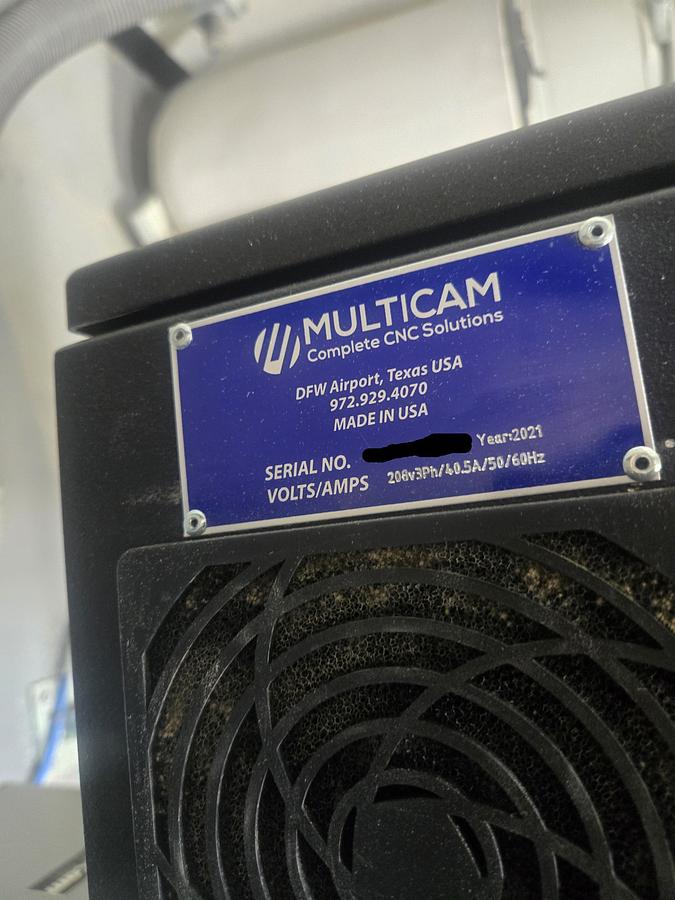 MULTICAM
Complete CNC Solutions
DFW Airport, Texas USA
972.929.4070
MADE IN USA
SERIAL NO. Year:2021
VOLTS/AMPS 208v3Ph/40.5A/50/60Hz